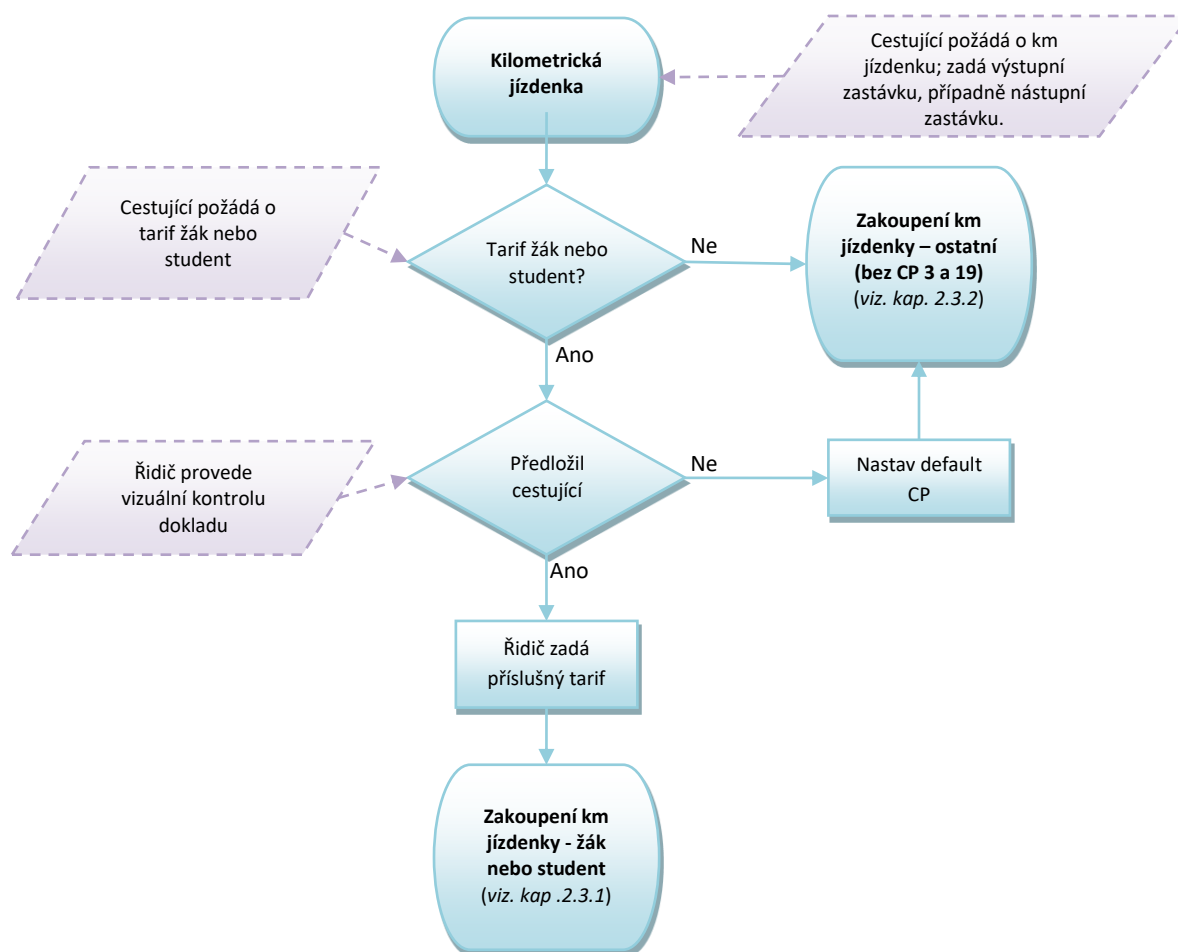 Kilometrická
jízdenka
Cestující požádá o km
jízdenku; zadá výstupní
zastávku, případně nástupní
zastávku.
Cestující požádá o
tarif žák nebo
student
Tarif žák nebo
student?
Ne
Zakoupení km
jízdenky – ostatní
(bez CP 3 a 19)
(viz. kap. 2.3.2)
Ano
Řidič provede
vizuální kontrolu
dokladu
Předložil
cestující
Ne
Nastav default
CP
Ano
Řidič zadá
příslušný tarif
Zakoupení km
jízdenky - žák
nebo student
(viz. kap .2.3.1)